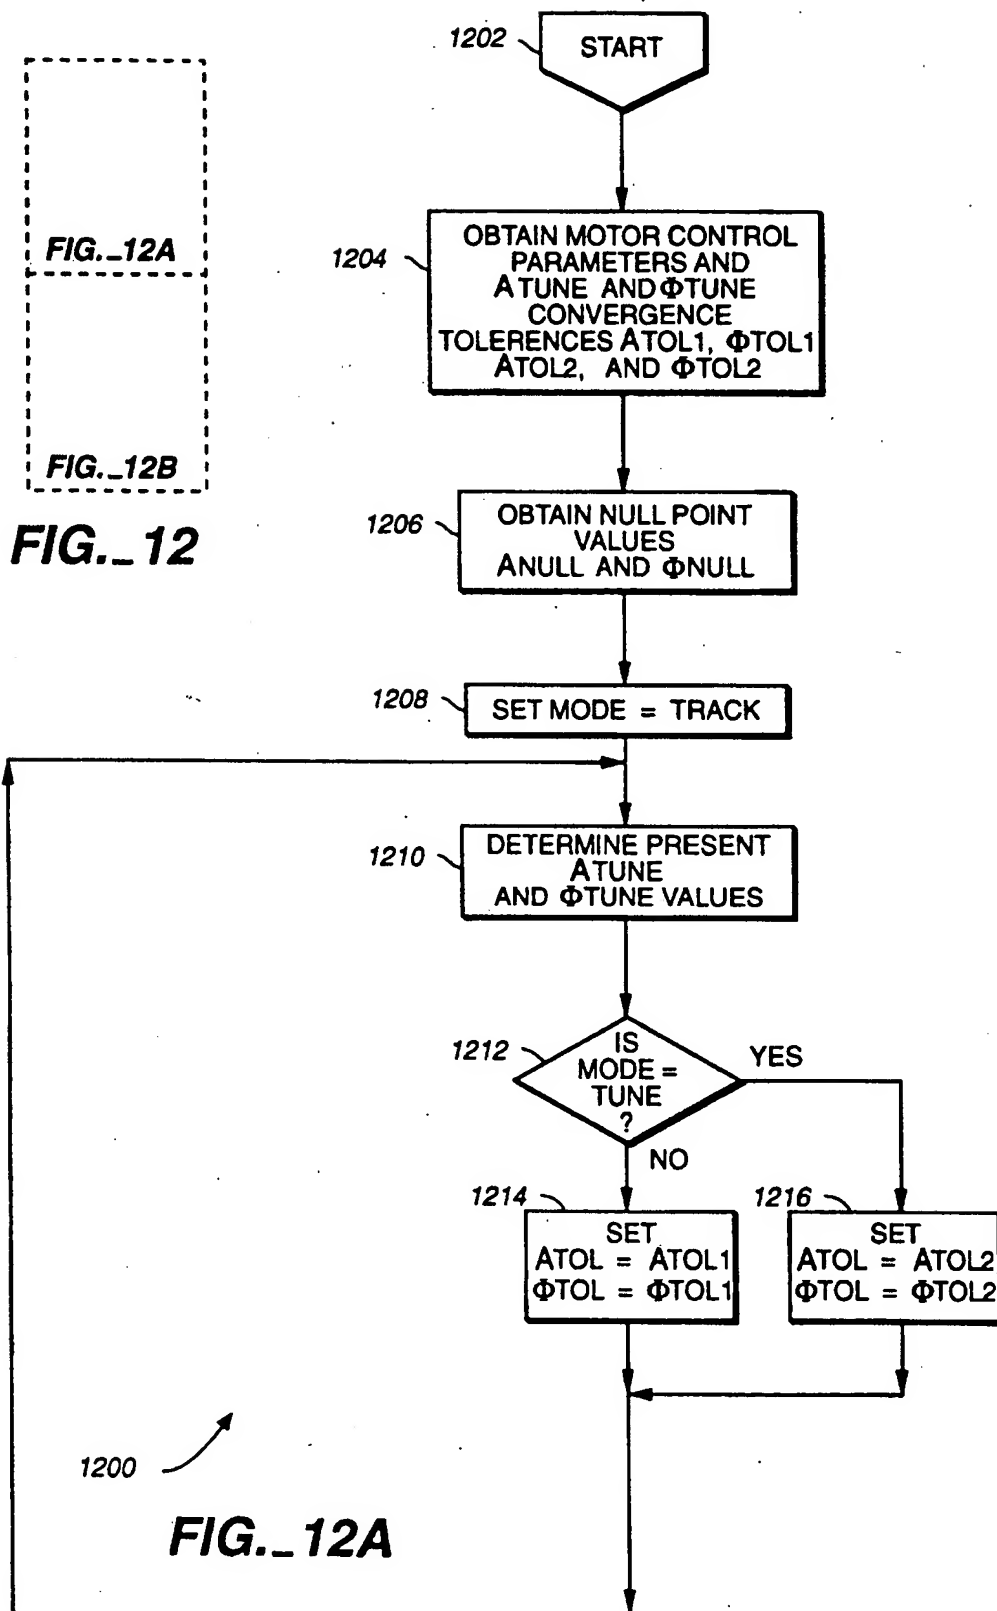 1202
START
FIG._12A
FIG._12B
FIG._12
1204
OBTAIN MOTOR CONTROL
PARAMETERS AND
ATUNE AND ΦTUNE
CONVERGENCE
TOLERENCES ATOL1, ΦTOL1
ATOL2, AND ΦTOL2
1206
OBTAIN NULL POINT
VALUES
ANULL AND ΦNULL
1208
SET MODE = TRACK
1210
DETERMINE PRESENT
ATUNE
AND ΦTUNE VALUES
1212
IS
MODE =
TUNE
?
YES
NO
1214
SET
ATOL = ATOL1
ΦTOL = ΦTOL1
1216
SET
ATOL = ATOL2
ΦTOL = ΦTOL2
1200
FIG._12A